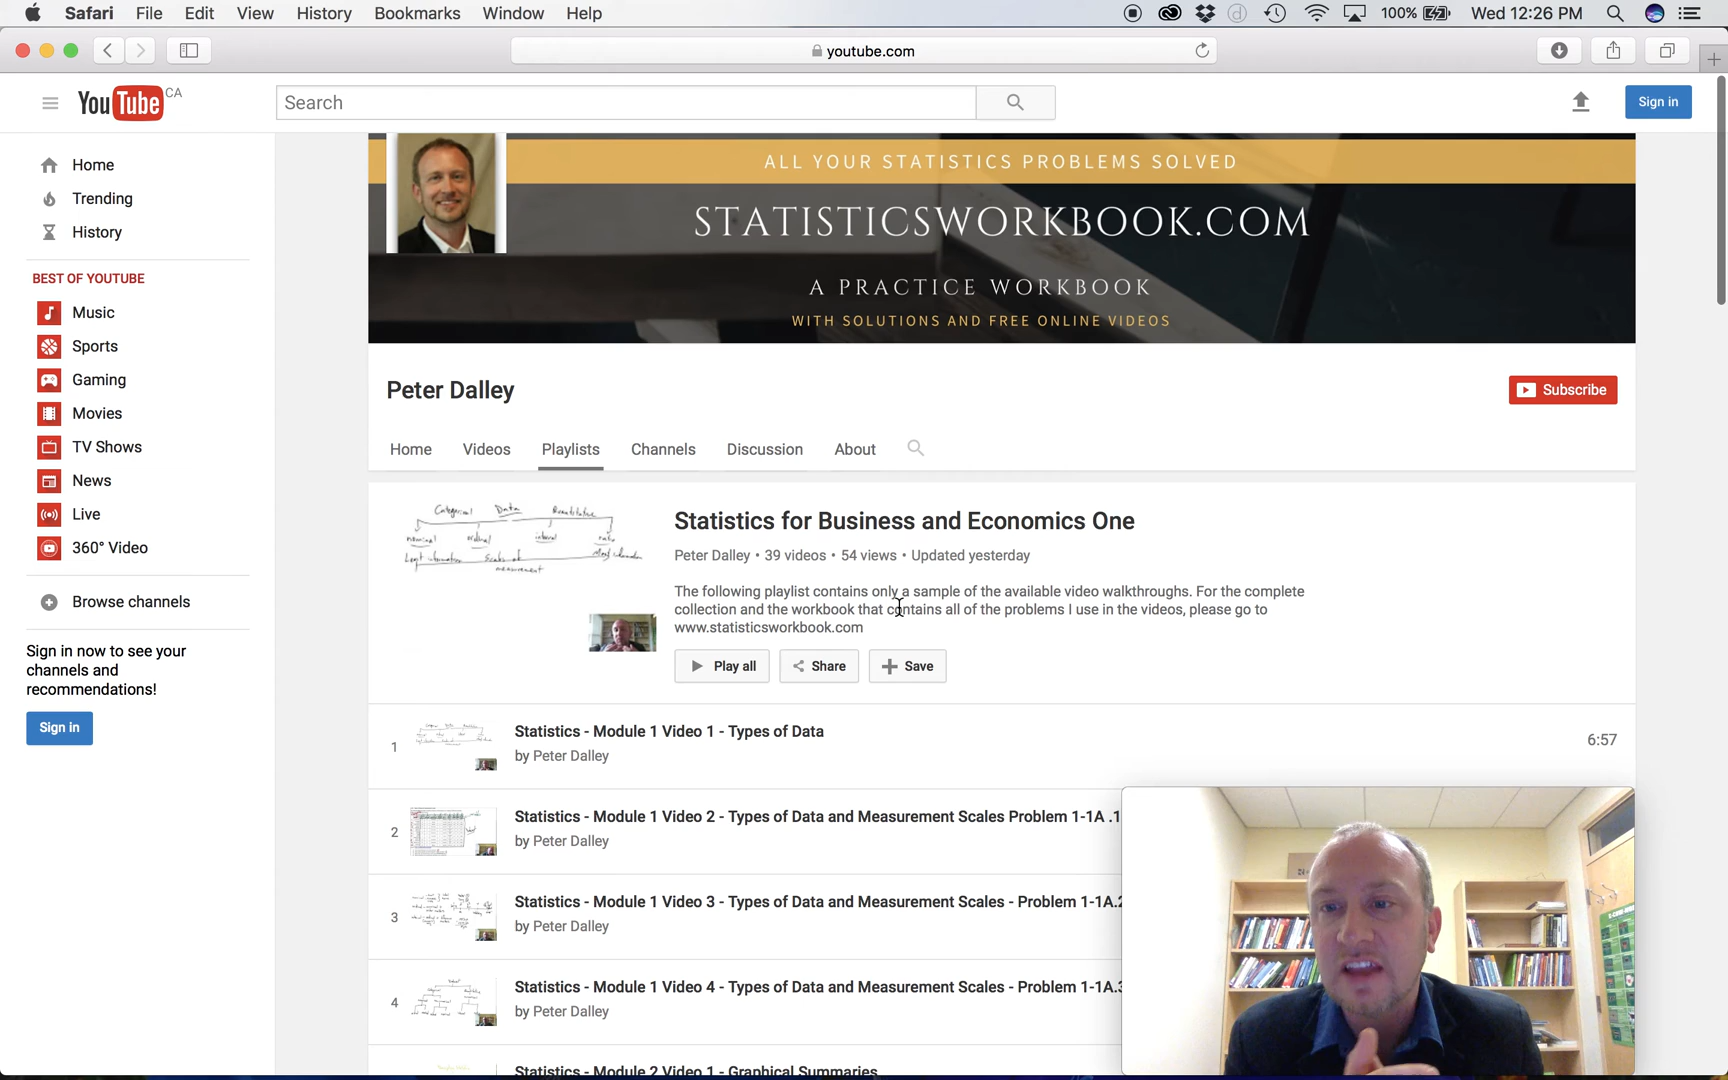 Safari File Edit View History Bookmarks Window Help 100% Wed 12:26 PM
youtube.com
YouTube CA Search Sign in
Home
Trending
History
BEST OF YOUTUBE
Music
Sports
Gaming
Movies
TV Shows
News
Live
360° Video
Browse channels
Sign in now to see your
channels and
recommendations!
Sign in
ALL YOUR STATISTICS PROBLEMS SOLVED
STATISTICSWORKBOOK.COM
A PRACTICE WORKBOOK
WITH SOLUTIONS AND FREE ONLINE VIDEOS
Peter Dalley Subscribe
Home Videos Playlists Channels Discussion About
Categorical Data Quantitative
nominal ordinal interval ratio
Scales of
measurement
Statistics for Business and Economics One
Peter Dalley • 39 videos • 54 views • Updated yesterday
The following playlist contains only a sample of the available video walkthroughs. For the complete
collection and the workbook that contains all of the problems I use in the videos, please go to
www.statisticsworkbook.com
Play all Share Save
1 Statistics - Module 1 Video 1 - Types of Data 6:57
by Peter Dalley
2 Statistics - Module 1 Video 2 - Types of Data and Measurement Scales Problem 1-1A .1
by Peter Dalley
3 Statistics - Module 1 Video 3 - Types of Data and Measurement Scales - Problem 1-1A.2
by Peter Dalley
4 Statistics - Module 1 Video 4 - Types of Data and Measurement Scales - Problem 1-1A.3
by Peter Dalley
Statistics - Module 2 Video 1 - Graphical Summaries